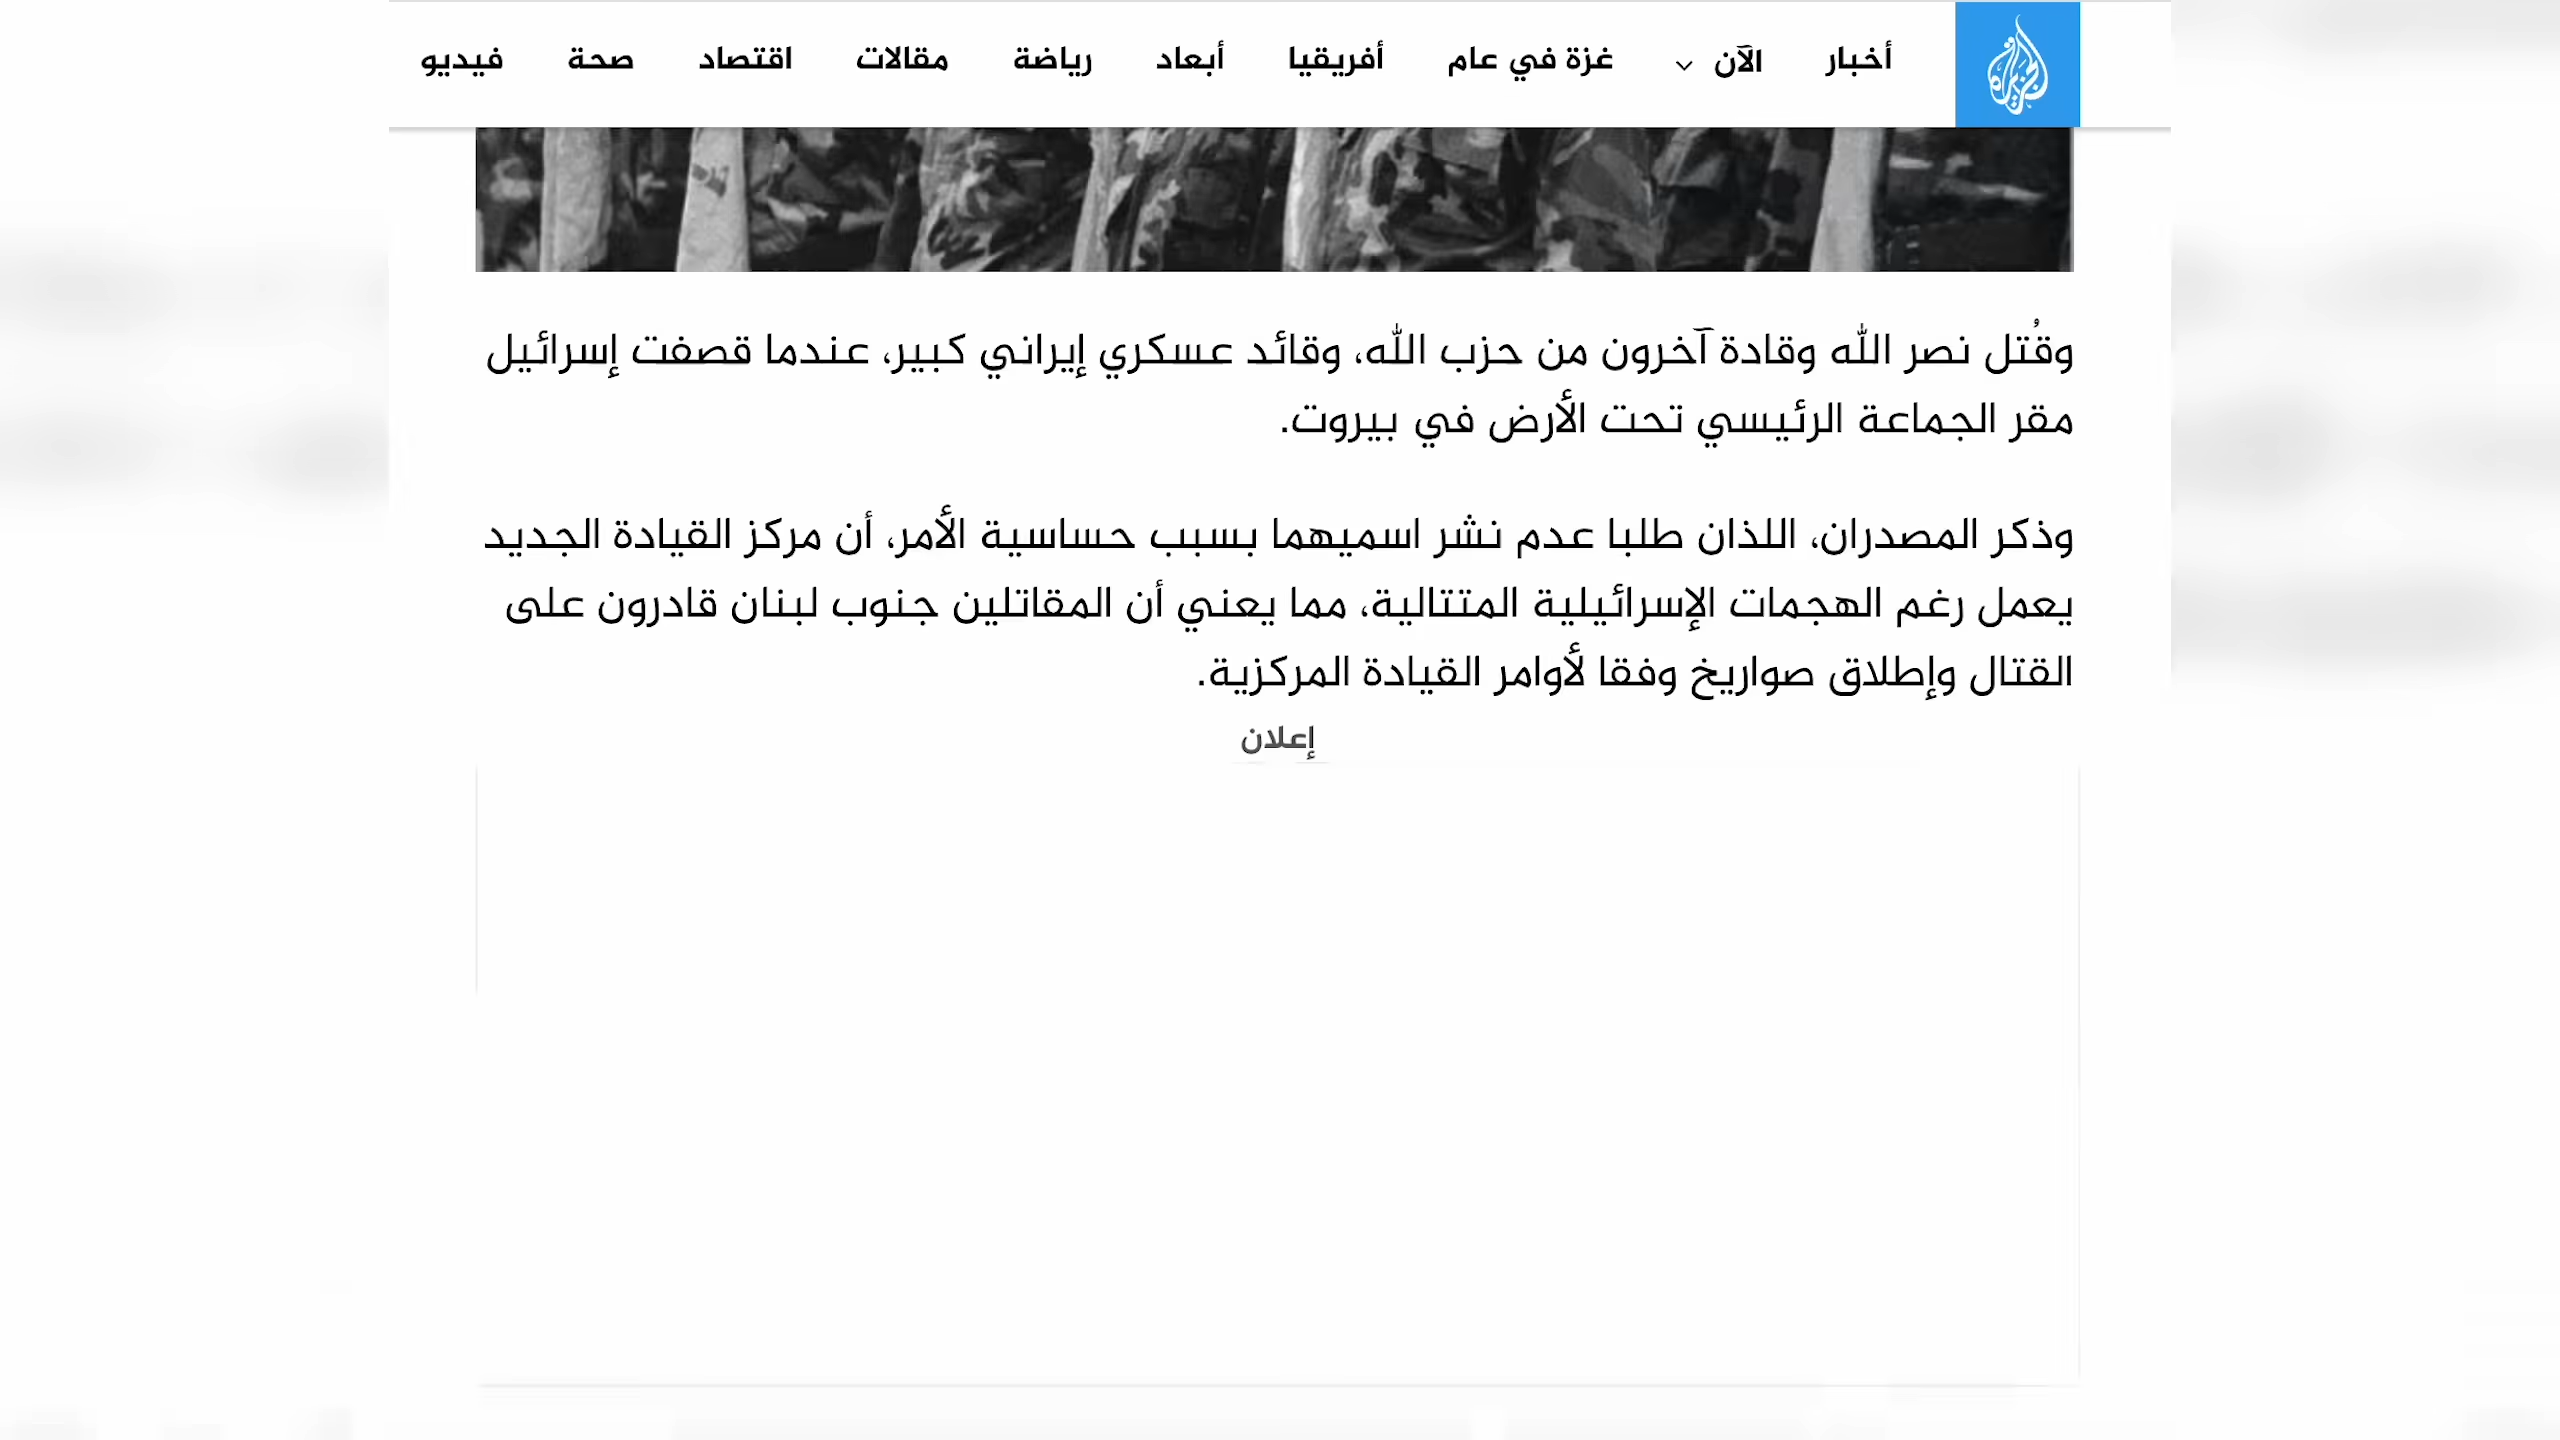 أخبار الآن غزة في عام أفريقيا أبعاد رياضة مقالات اقتصاد صحة فيديو
وقُتل نصر الله وقادة آخرون من حزب الله، وقائد عسكري إيراني كبير، عندما قصفت إسرائيل
مقر الجماعة الرئيسي تحت الأرض في بيروت.
وذكر المصدران، اللذان طلبا عدم نشر اسميهما بسبب حساسية الأمر، أن مركز القيادة الجديد
يعمل رغم الهجمات الإسرائيلية المتتالية، مما يعني أن المقاتلين جنوب لبنان قادرون على
القتال وإطلاق صواريخ وفقا لأوامر القيادة المركزية.
إعلان